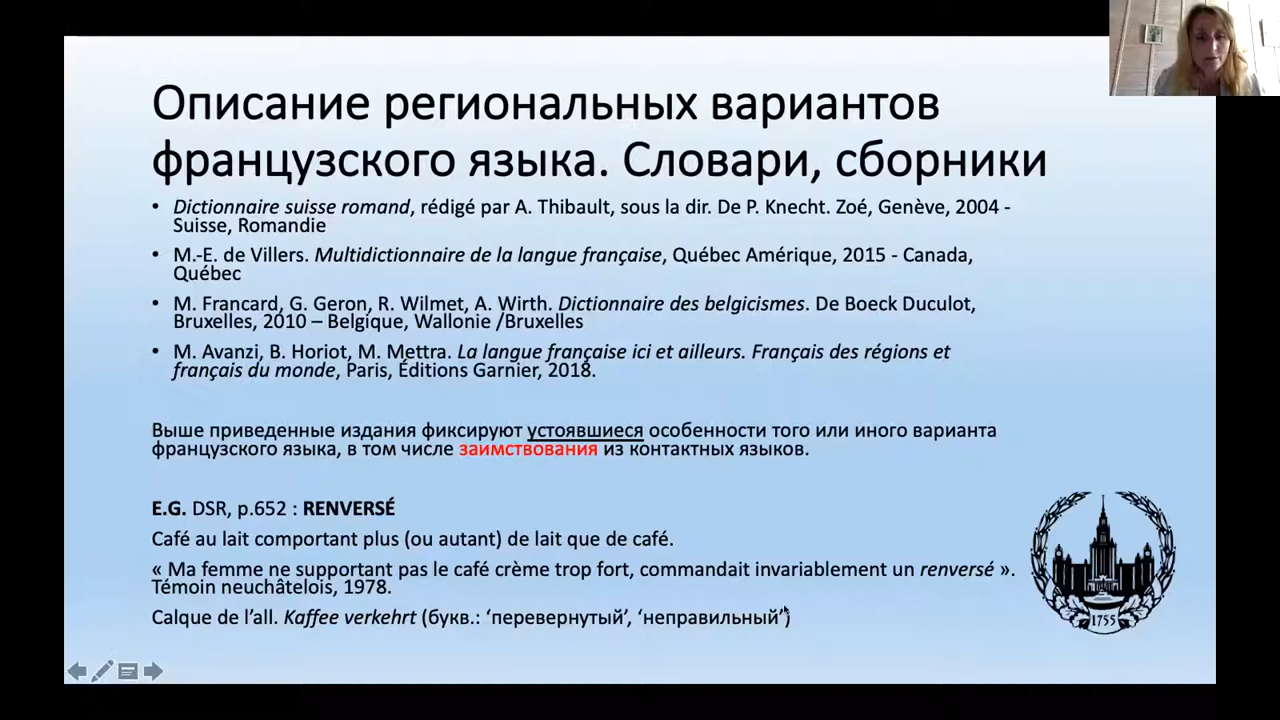 Описание региональных вариантов
французского языка. Словари, сборники
• Dictionnaire suisse romand, rédigé par A. Thibault, sous la dir. De P. Knecht. Zoé, Genève, 2004 -
Suisse, Romandie
• M.-E. de Villers. Multidictionnaire de la langue française, Québec Amérique, 2015 - Canada,
Québec
• M. Francard, G. Geron, R. Wilmet, A. Wirth. Dictionnaire des belgicismes. De Boeck Duculot,
Bruxelles, 2010 – Belgique, Wallonie /Bruxelles
• M. Avanzi, B. Horiot, M. Mettra. La langue française ici et ailleurs. Français des régions et
français du monde, Paris, Éditions Garnier, 2018.
Выше приведенные издания фиксируют устоявшиеся особенности того или иного варианта
французского языка, в том числе заимствования из контактных языков.
E.G. DSR, p.652 : RENVERSÉ
Café au lait comportant plus (ou autant) de lait que de café.
« Ma femme ne supportant pas le café crème trop fort, commandait invariablement un renversé ».
Témoin neuchâtelois, 1978.
Calque de l’all. Kaffee verkehrt (букв.: ‘перевернутый’, ‘неправильный’)
1755